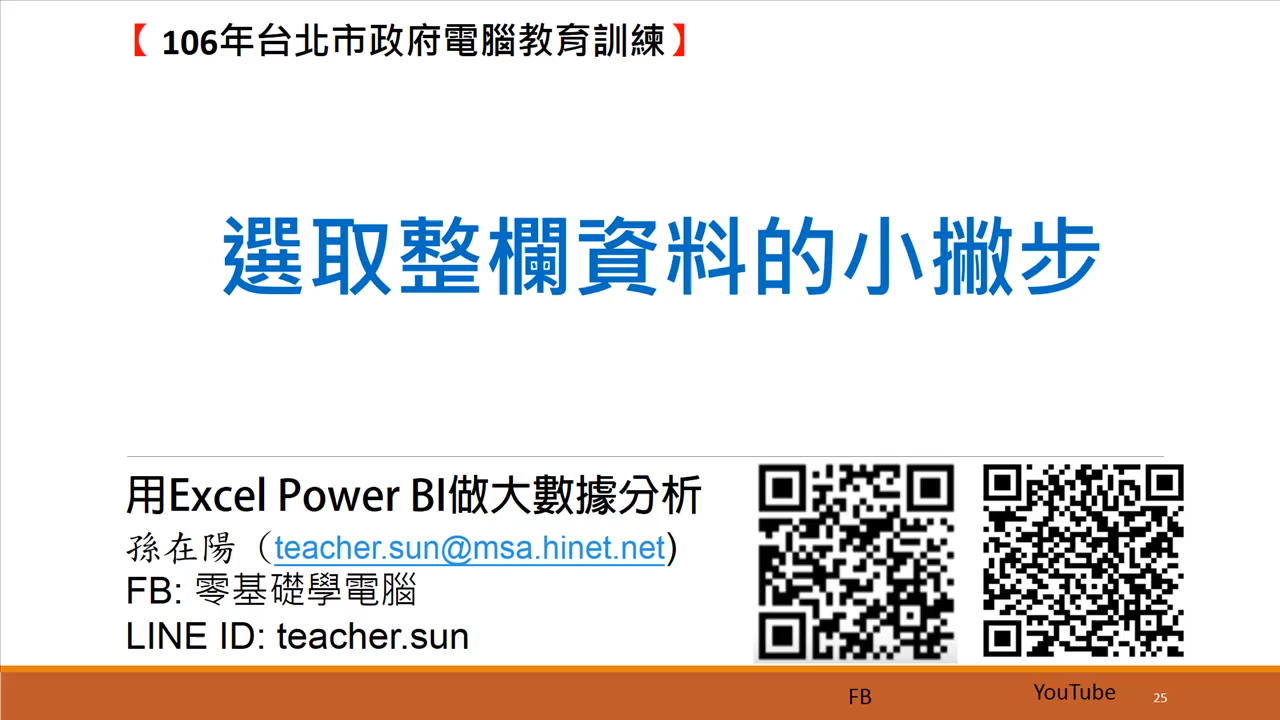 【 106年台北市政府電腦教育訓練】
選取整欄資料的小撇步
用Excel Power BI做大數據分析
孫在陽（teacher.sun@msa.hinet.net)
FB: 零基礎學電腦
LINE ID: teacher.sun
FB
YouTube
25